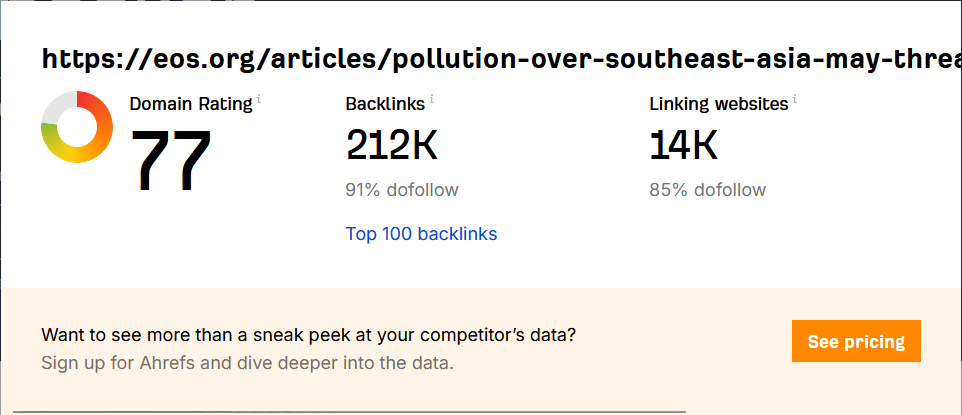 https://eos.org/articles/pollution-over-southeast-asia-may-threa
Domain Rating i
77
Backlinks i
212K
91% dofollow
Top 100 backlinks
Linking websites i
14K
85% dofollow
Want to see more than a sneak peek at your competitor’s data?
Sign up for Ahrefs and dive deeper into the data.
See pricing